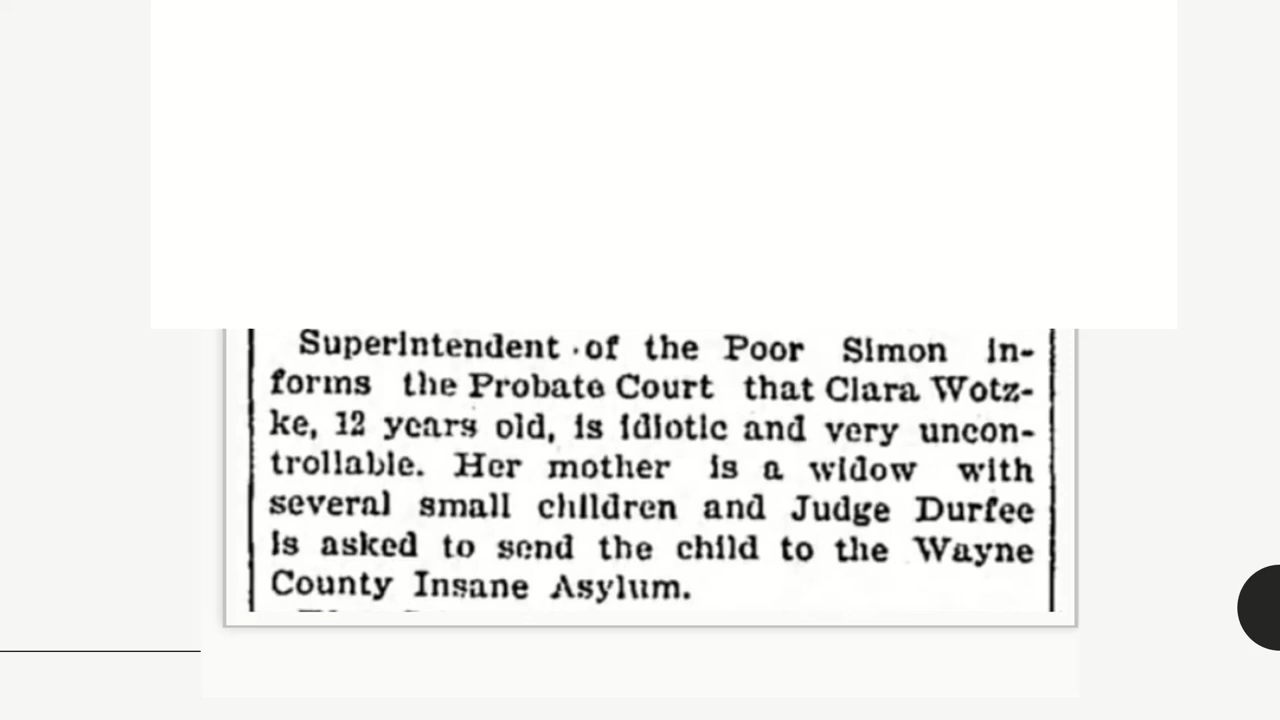 Superintendent of the Poor Simon in-
forms the Probate Court that Clara Wotz-
ke, 12 years old, is idiotic and very uncon-
trollable. Her mother is a widow with
several small children and Judge Durfee
is asked to send the child to the Wayne
County Insane Asylum.